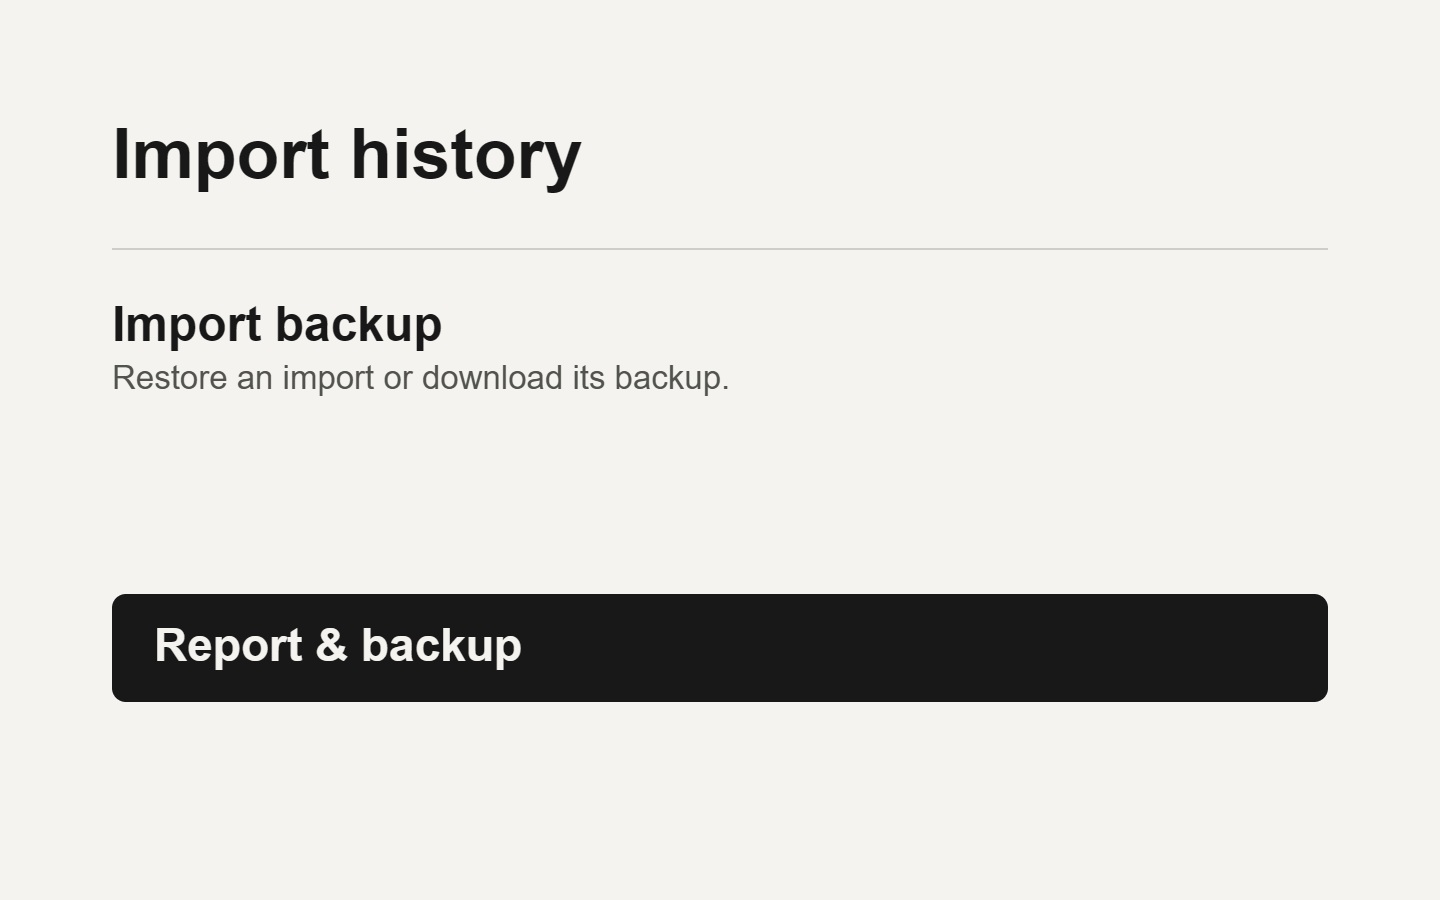 Import history
Import backup
Restore an import or download its backup.
Report & backup